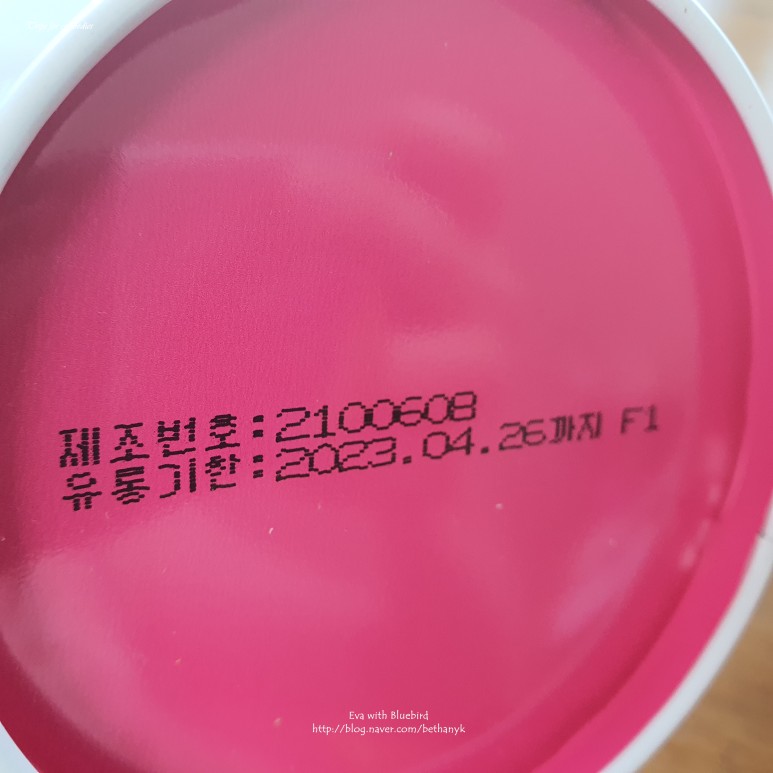 제조번호:2100608
유통기한:2023.04.26까지 F1
Eva with Bluebird
http://blog.naver.com/bethanyk